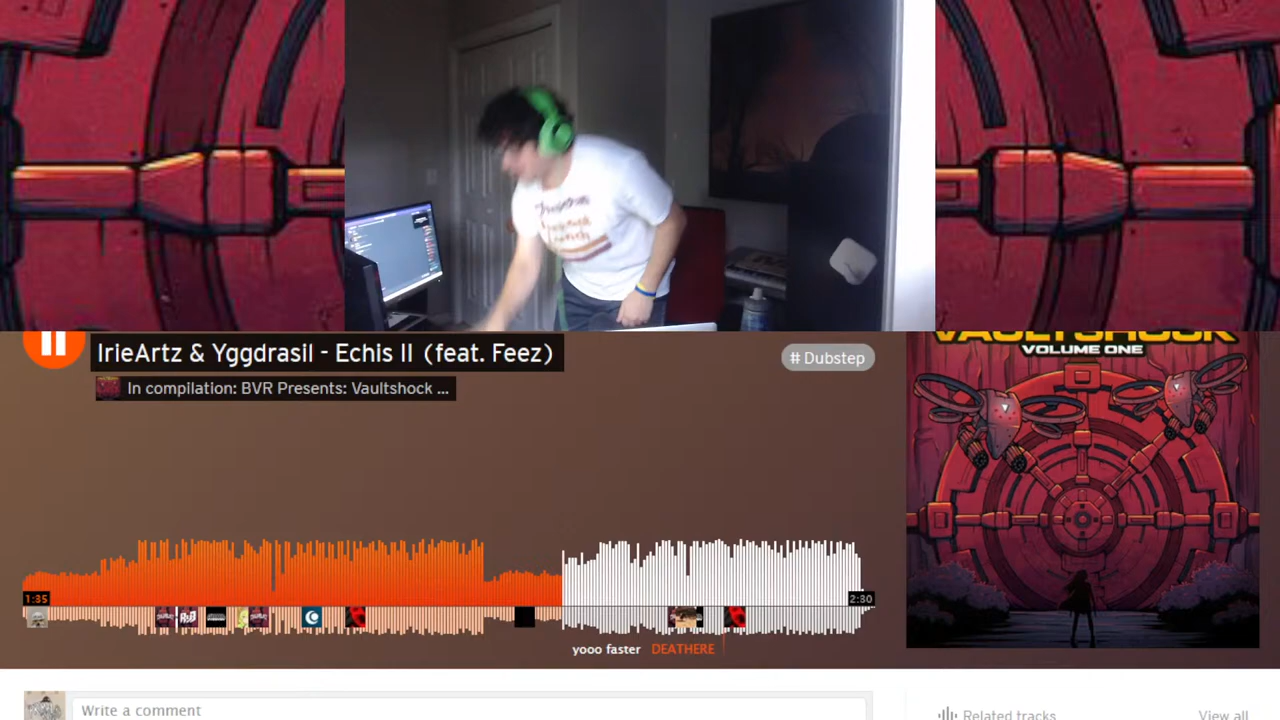 IrieArtz & Yggdrasil - Echis II (feat. Feez)
# Dubstep
In compilation: BVR Presents: Vaultshock ...
VAULTSHOCK
VOLUME ONE
1:35
2:30
yooo faster DEATHERE
Write a comment
Related tracks
View all